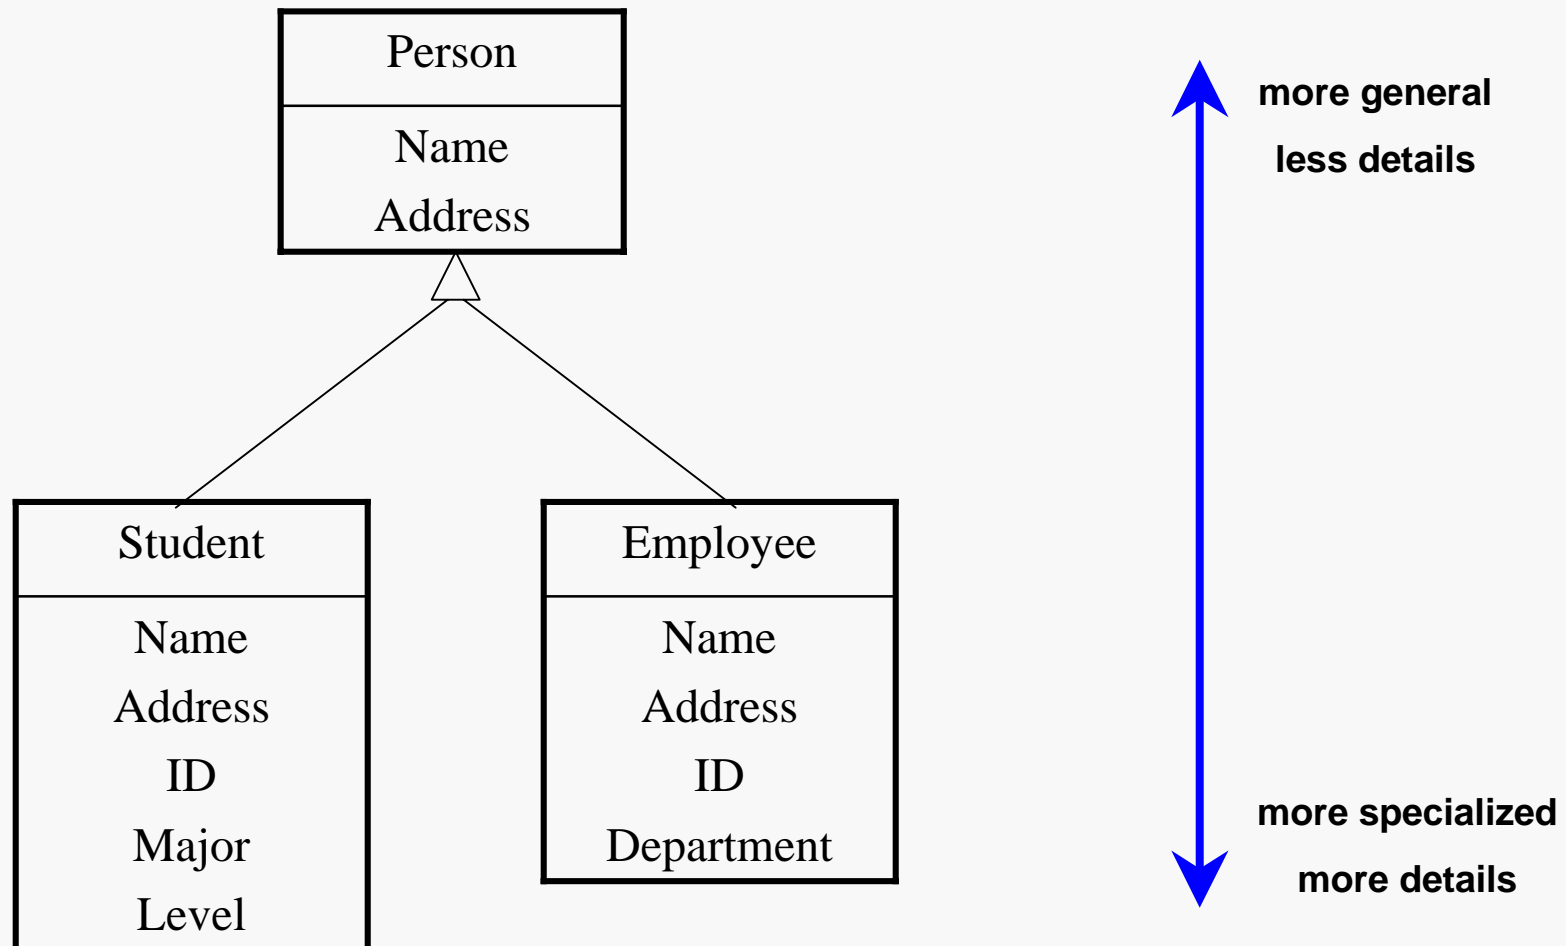 Person
Name
Address
more general
less details
Student
Name
Address
ID
Major
Level
Employee
Name
Address
ID
Department
more specialized
more details